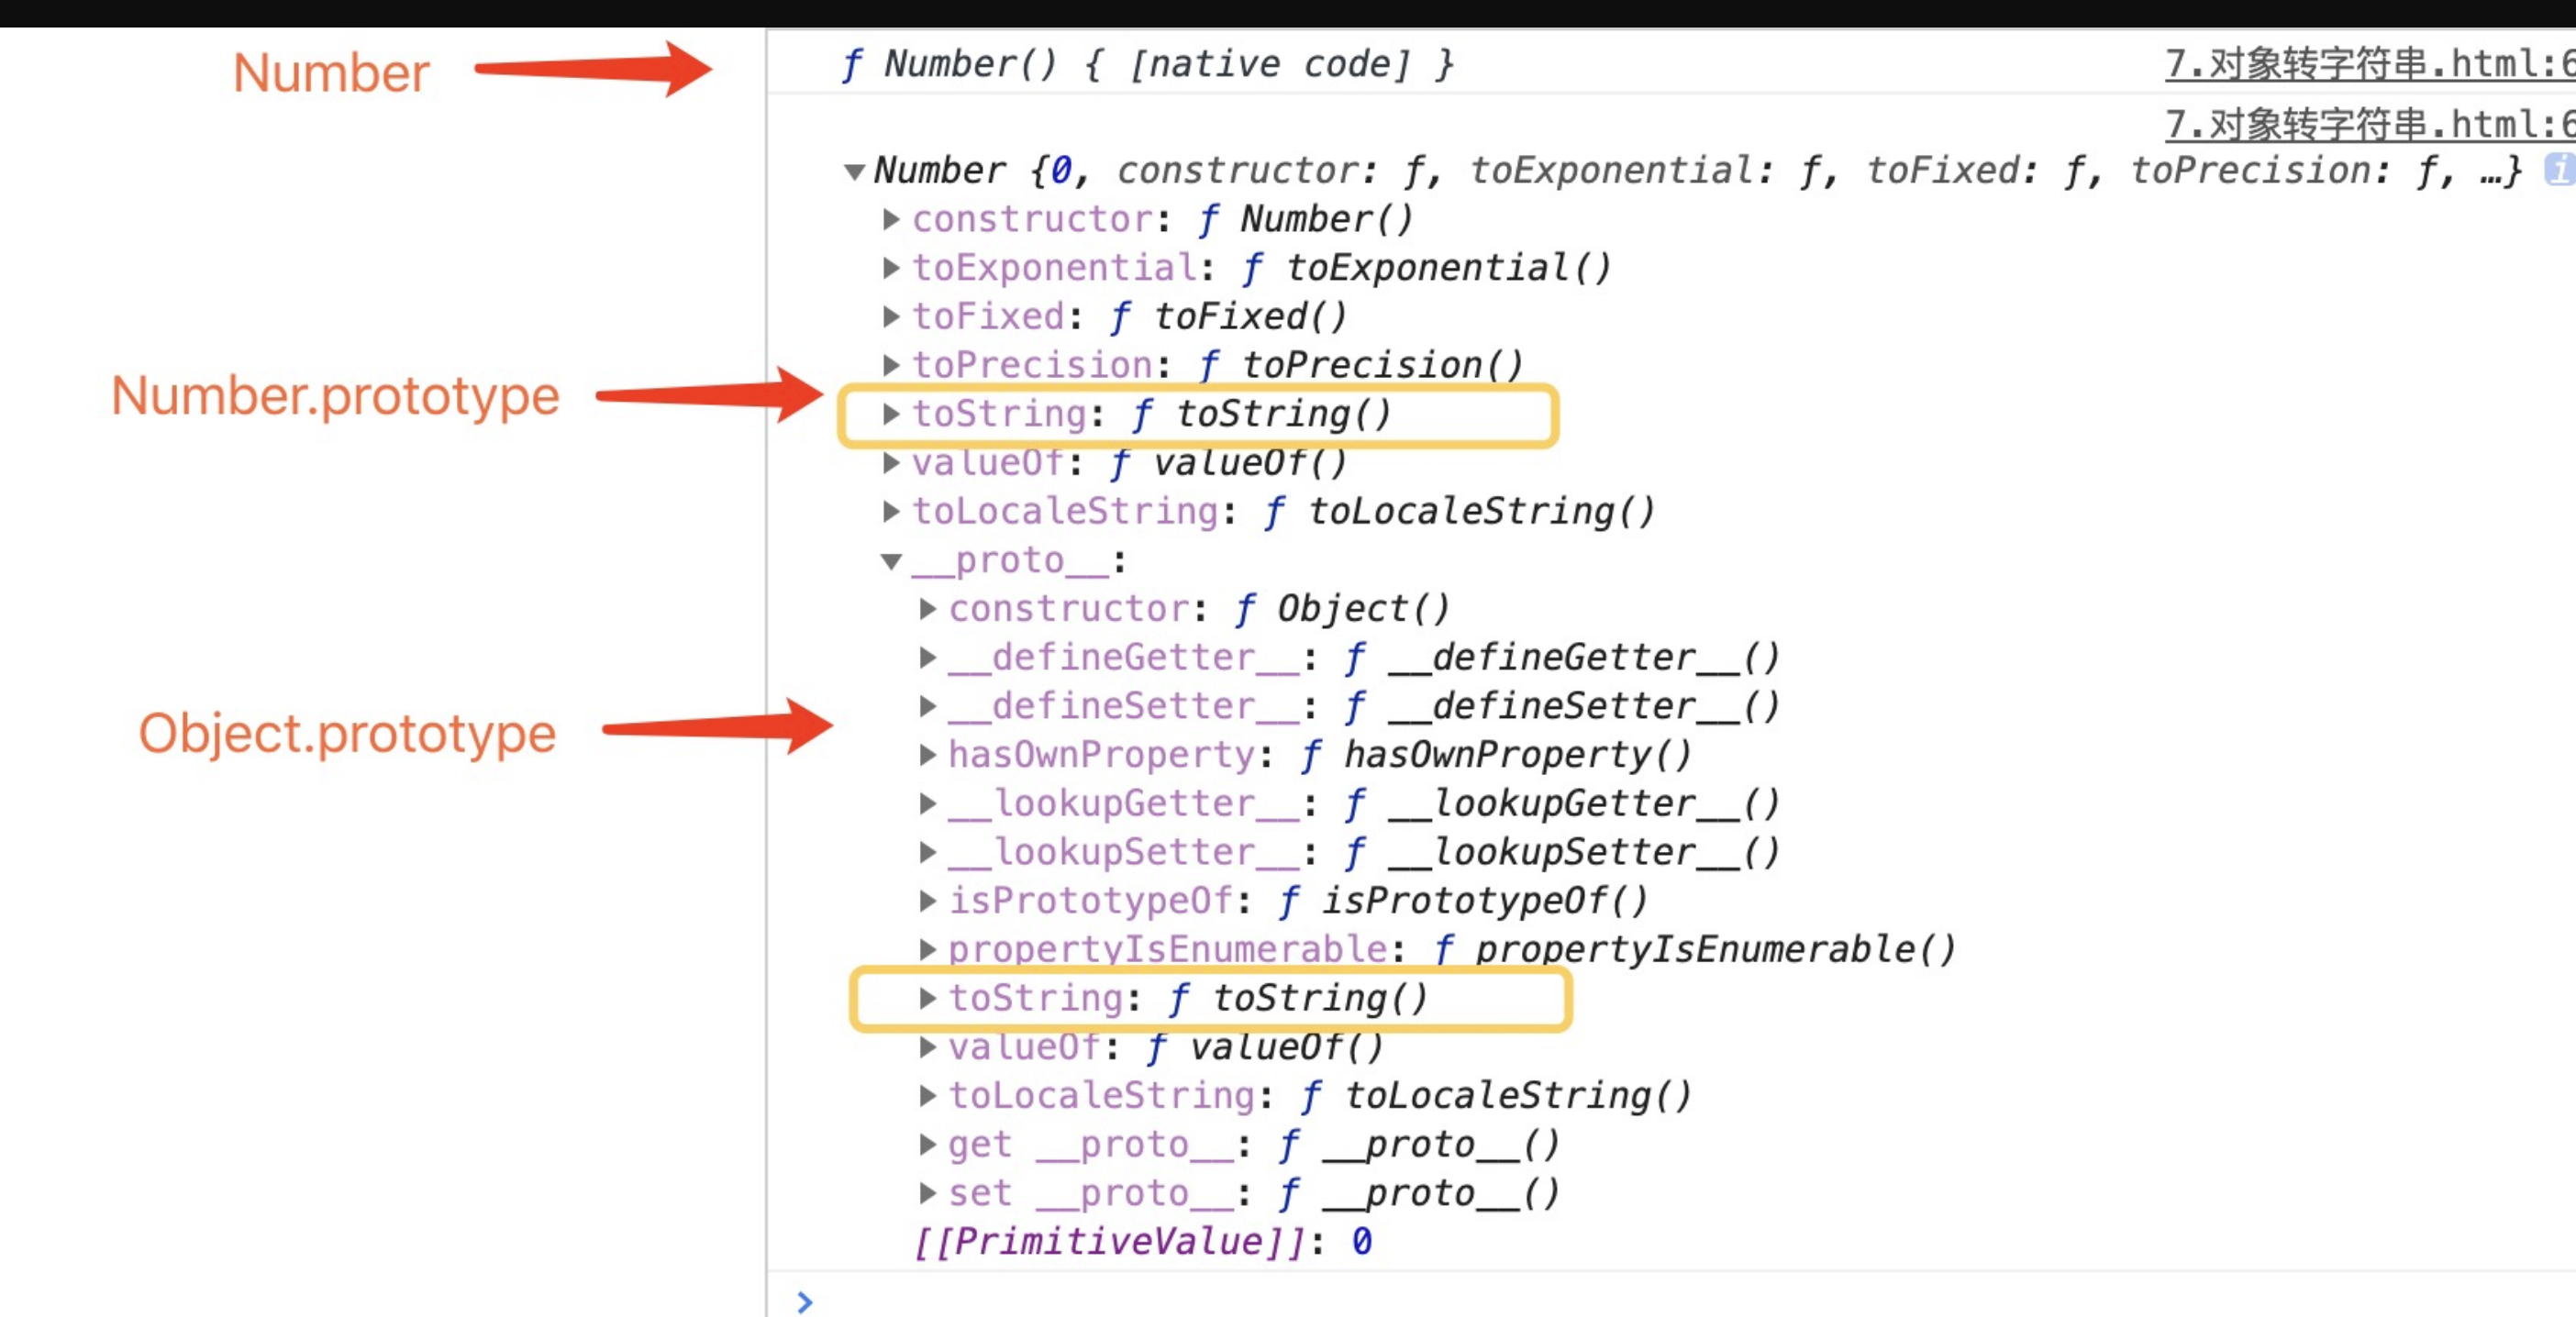 Number
ƒ Number() { [native code] }
7.对象转字符串.html:6
7.对象转字符串.html:6
Number {0, constructor: ƒ, toExponential: ƒ, toFixed: ƒ, toPrecision: ƒ, …} i
constructor: ƒ Number()
toExponential: ƒ toExponential()
toFixed: ƒ toFixed()
toPrecision: ƒ toPrecision()
Number.prototype
toString: ƒ toString()
valueOf: ƒ valueOf()
toLocaleString: ƒ toLocaleString()
__proto__:
constructor: ƒ Object()
__defineGetter__: ƒ __defineGetter__()
__defineSetter__: ƒ __defineSetter__()
Object.prototype
hasOwnProperty: ƒ hasOwnProperty()
__lookupGetter__: ƒ __lookupGetter__()
__lookupSetter__: ƒ __lookupSetter__()
isPrototypeOf: ƒ isPrototypeOf()
propertyIsEnumerable: ƒ propertyIsEnumerable()
toString: ƒ toString()
valueOf: ƒ valueOf()
toLocaleString: ƒ toLocaleString()
get __proto__: ƒ __proto__()
set __proto__: ƒ __proto__()
[[PrimitiveValue]]: 0